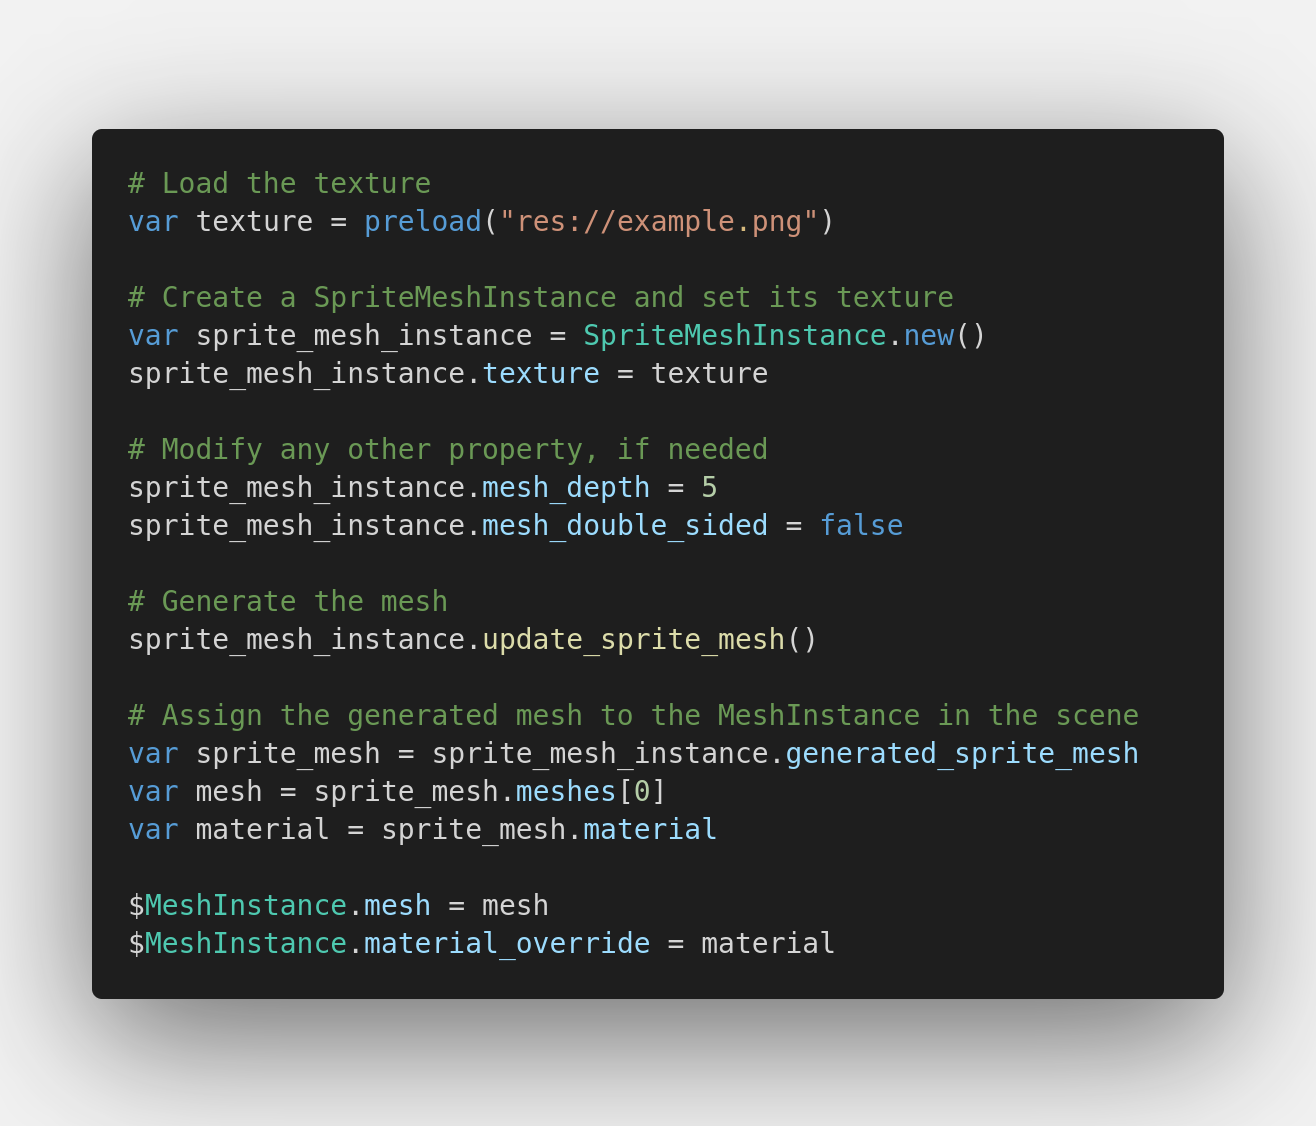 # Load the texture
var texture = preload("res://example.png")
# Create a SpriteMeshInstance and set its texture
var sprite_mesh_instance = SpriteMeshInstance.new()
sprite_mesh_instance.texture = texture
# Modify any other property, if needed
sprite_mesh_instance.mesh_depth = 5
sprite_mesh_instance.mesh_double_sided = false
# Generate the mesh
sprite_mesh_instance.update_sprite_mesh()
# Assign the generated mesh to the MeshInstance in the scene
var sprite_mesh = sprite_mesh_instance.generated_sprite_mesh
var mesh = sprite_mesh.meshes[0]
var material = sprite_mesh.material
$MeshInstance.mesh = mesh
$MeshInstance.material_override = material